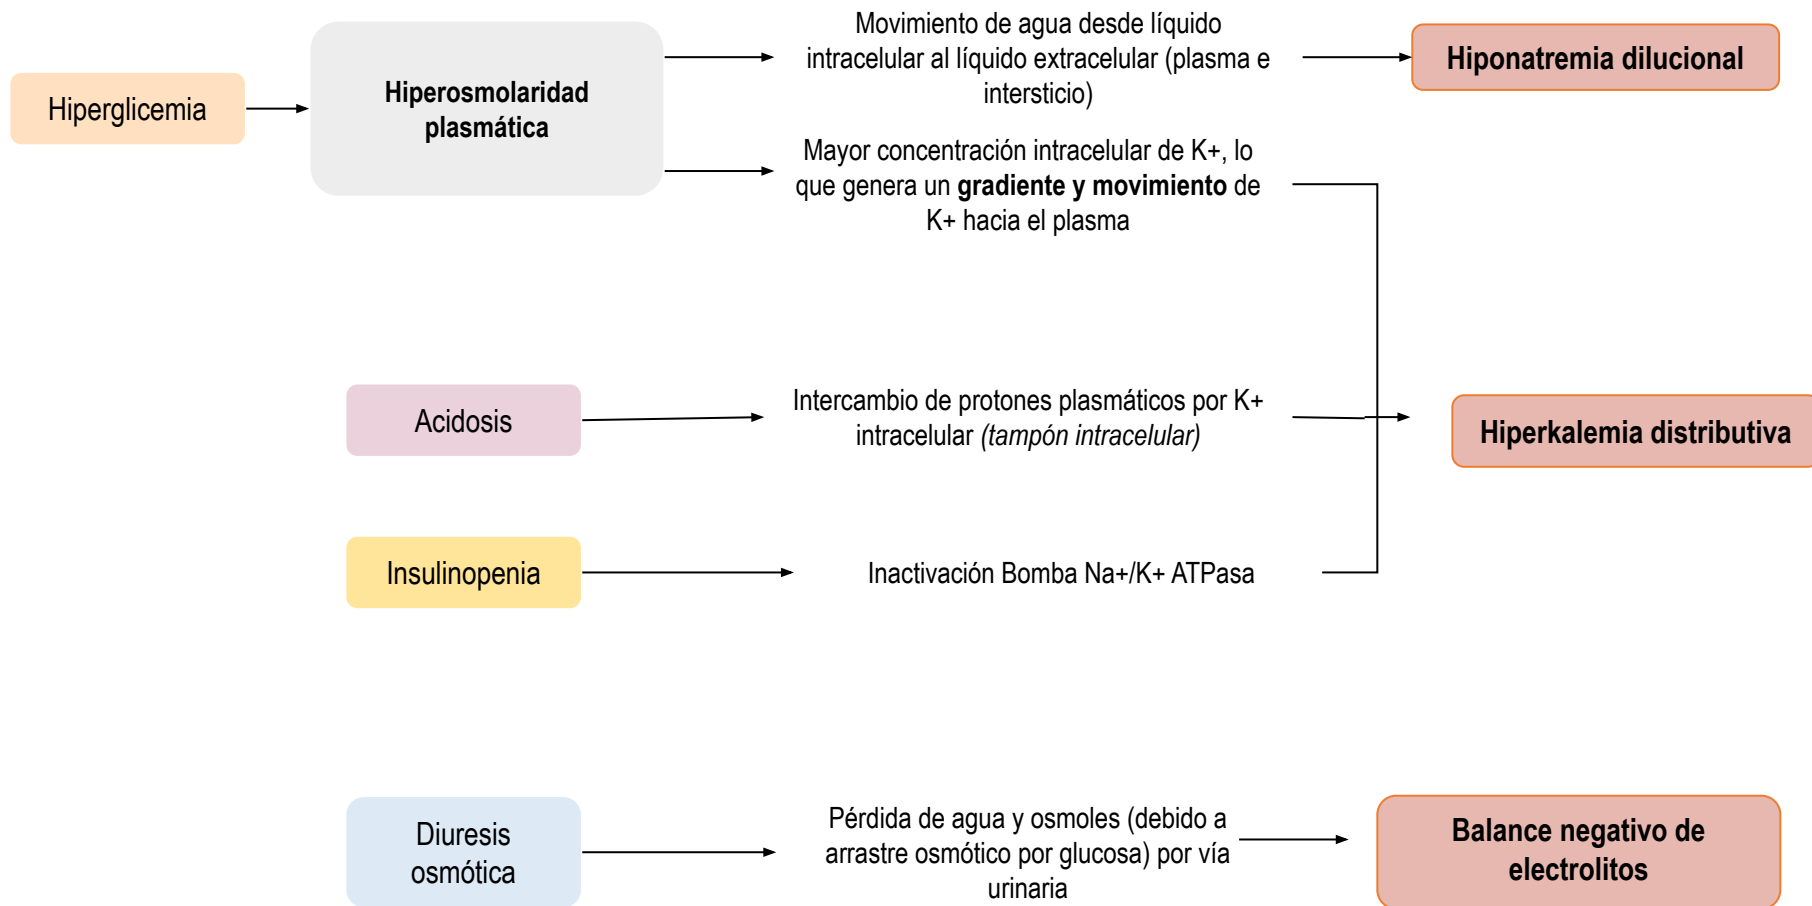 Hiperglicemia
Hiperosmolaridad
plasmática
Movimiento de agua desde líquido
intracelular al líquido extracelular (plasma e
intersticio)
Hiponatremia dilucional
Mayor concentración intracelular de K+, lo
que genera un gradiente y movimiento de
K+ hacia el plasma
Acidosis
Intercambio de protones plasmáticos por K+
intracelular (tampón intracelular)
Hiperkalemia distributiva
Insulinopenia
Inactivación Bomba Na+/K+ ATPasa
Diuresis
osmótica
Pérdida de agua y osmoles (debido a
arrastre osmótico por glucosa) por vía
urinaria
Balance negativo de
electrolitos